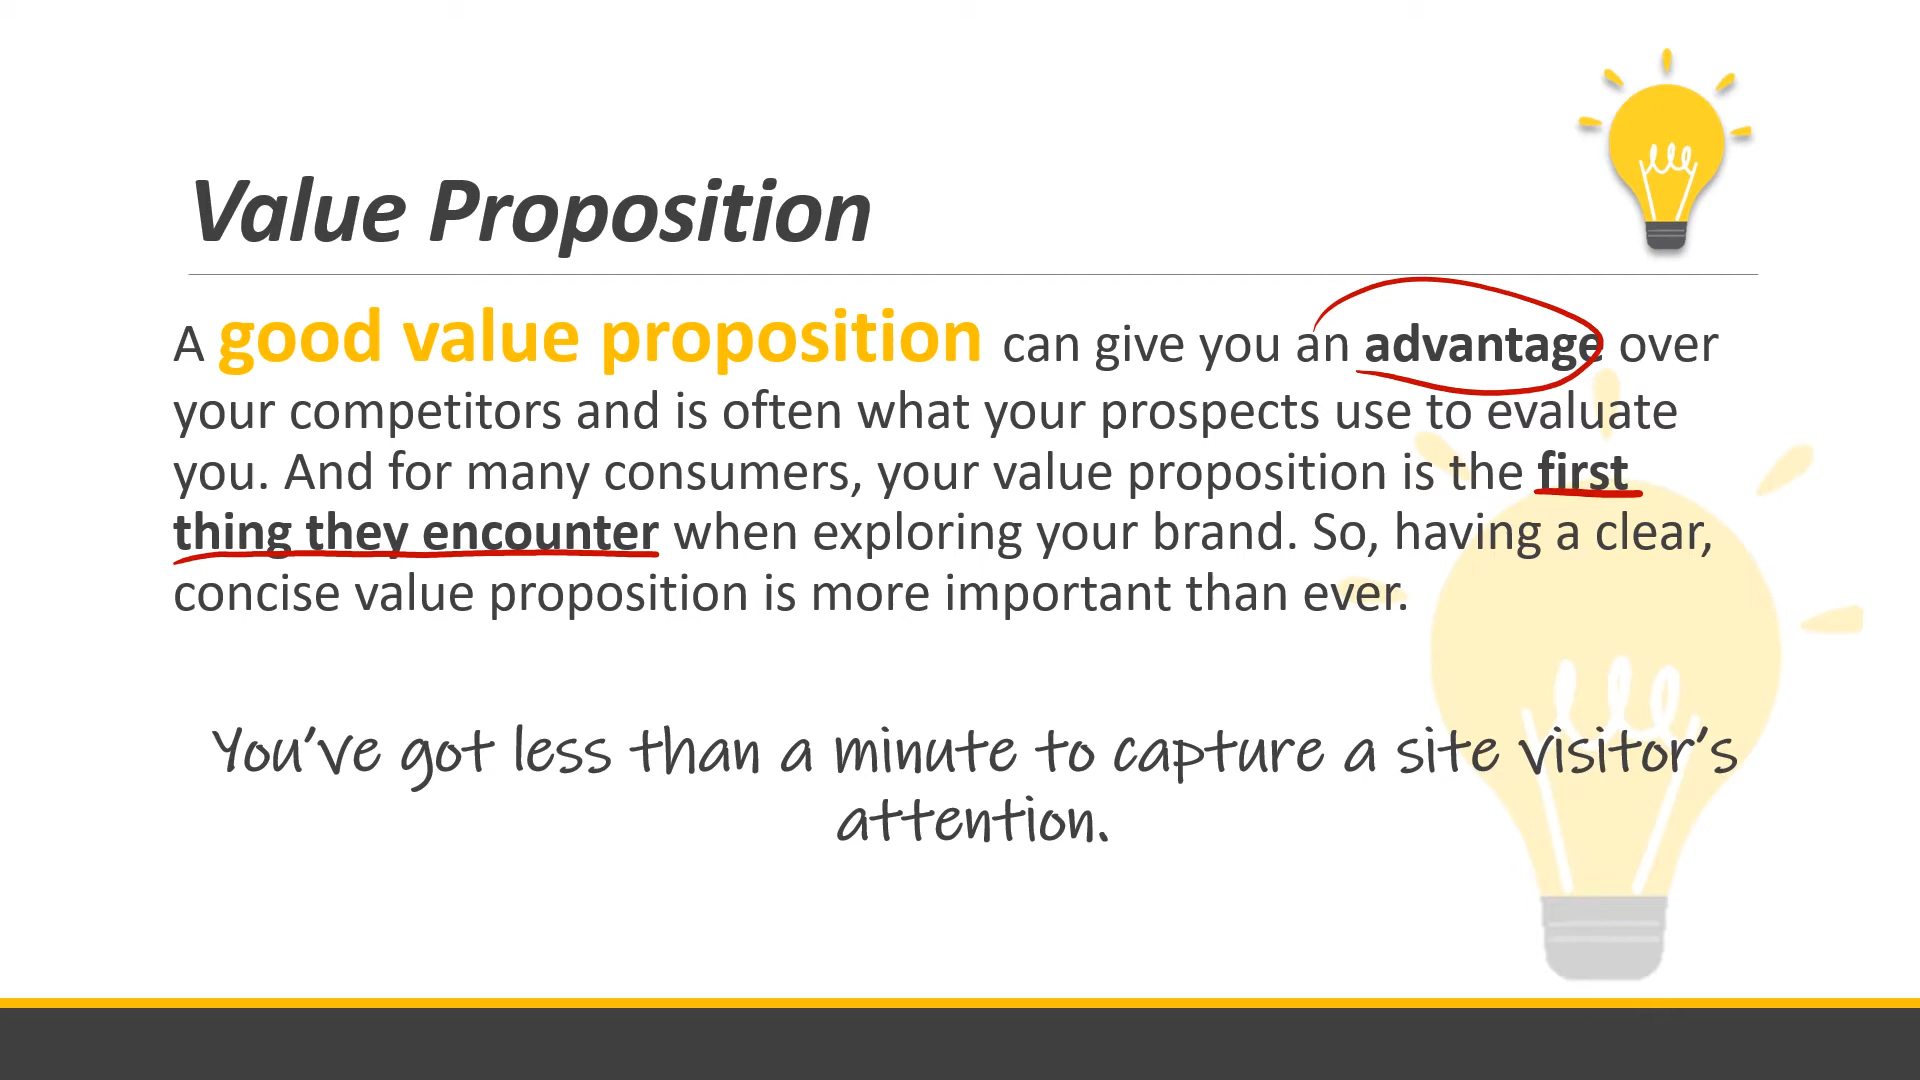 Value Proposition
A good value proposition can give you an advantage over
your competitors and is often what your prospects use to evaluate
you. And for many consumers, your value proposition is the first
thing they encounter when exploring your brand. So, having a clear,
concise value proposition is more important than ever.
You’ve got less than a minute to capture a site visitor’s
attention.